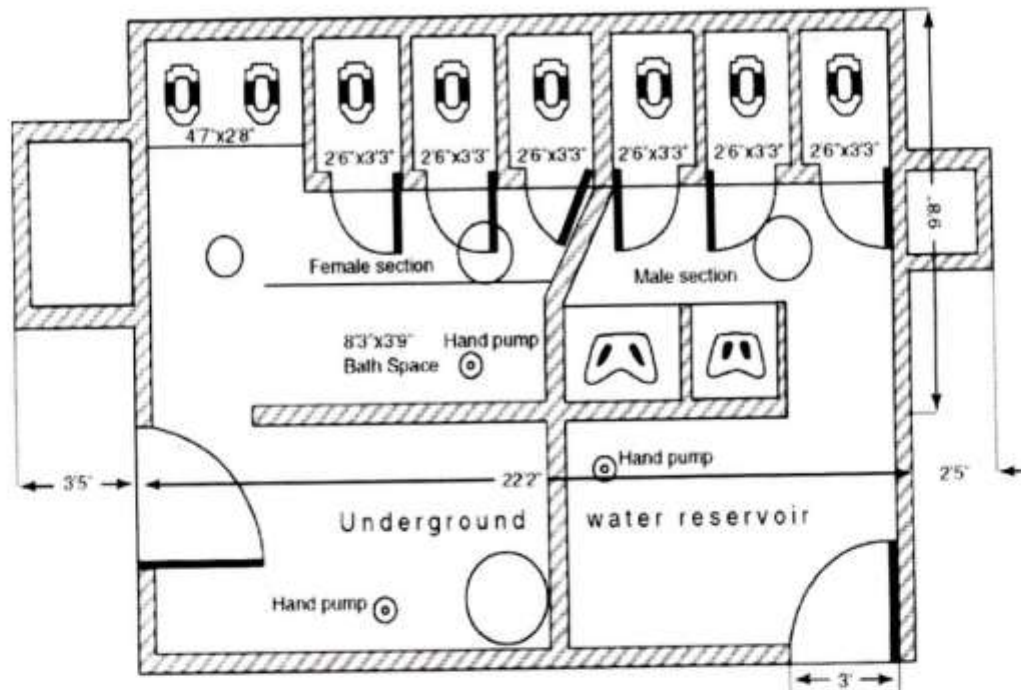 4'7"x2'8"
2'6"x3'3"
2'6"x3'3"
2'6"x3'3"
2'6"x3'3"
2'6"x3'3"
2'6"x3'3"
9'8"
Female section
Male section
8'3"x3'9"
Bath Space
Hand pump
Hand pump
3'5"
22'2"
2'5"
Underground water reservoir
Hand pump
3'